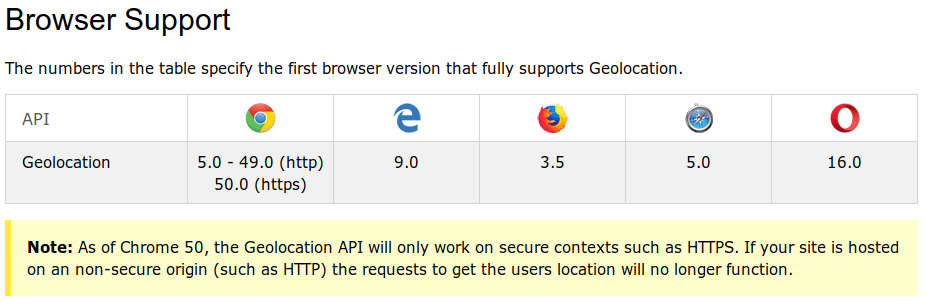 Browser Support
The numbers in the table specify the first browser version that fully supports Geolocation.
API
Geolocation 5.0 - 49.0 (http) 9.0 3.5 5.0 16.0
50.0 (https)
Note: As of Chrome 50, the Geolocation API will only work on secure contexts such as HTTPS. If your site is hosted
on an non-secure origin (such as HTTP) the requests to get the users location will no longer function.